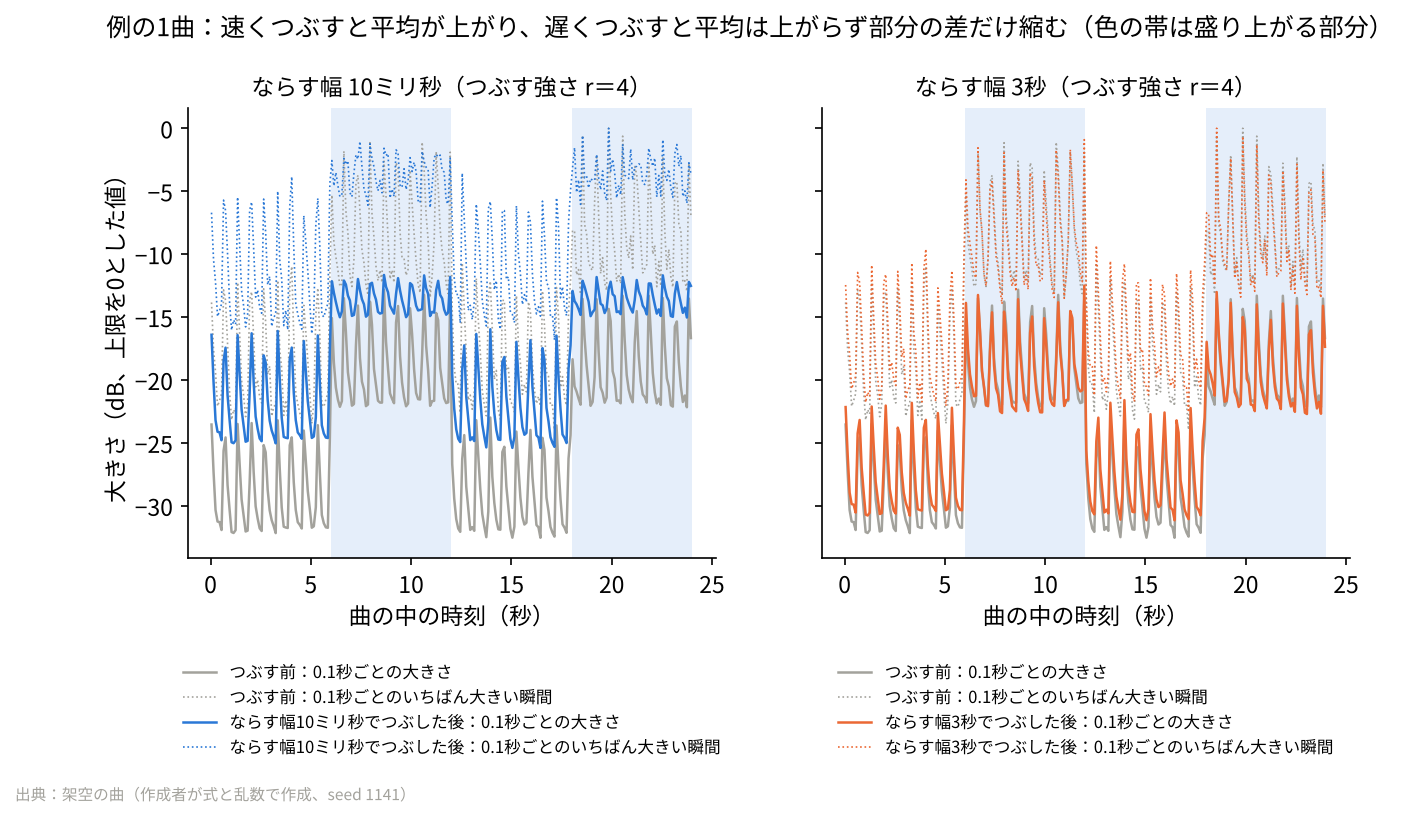 例の1曲：速くつぶすと平均が上がり、遅くつぶすと平均は上がらず部分の差だけ縮む（色の帯は盛り上がる部分）
ならす幅 10ミリ秒（つぶす強さ r＝4）
ならす幅 3秒（つぶす強さ r＝4）
大きさ（dB、上限を0とした値）
0
−5
−10
−15
−20
−25
−30
0 5 10 15 20 25
0 5 10 15 20 25
曲の中の時刻（秒）
曲の中の時刻（秒）
つぶす前：0.1秒ごとの大きさ
つぶす前：0.1秒ごとのいちばん大きい瞬間
ならす幅10ミリ秒でつぶした後：0.1秒ごとの大きさ
ならす幅10ミリ秒でつぶした後：0.1秒ごとのいちばん大きい瞬間
つぶす前：0.1秒ごとの大きさ
つぶす前：0.1秒ごとのいちばん大きい瞬間
ならす幅3秒でつぶした後：0.1秒ごとの大きさ
ならす幅3秒でつぶした後：0.1秒ごとのいちばん大きい瞬間
出典：架空の曲（作成者が式と乱数で作成、seed 1141）